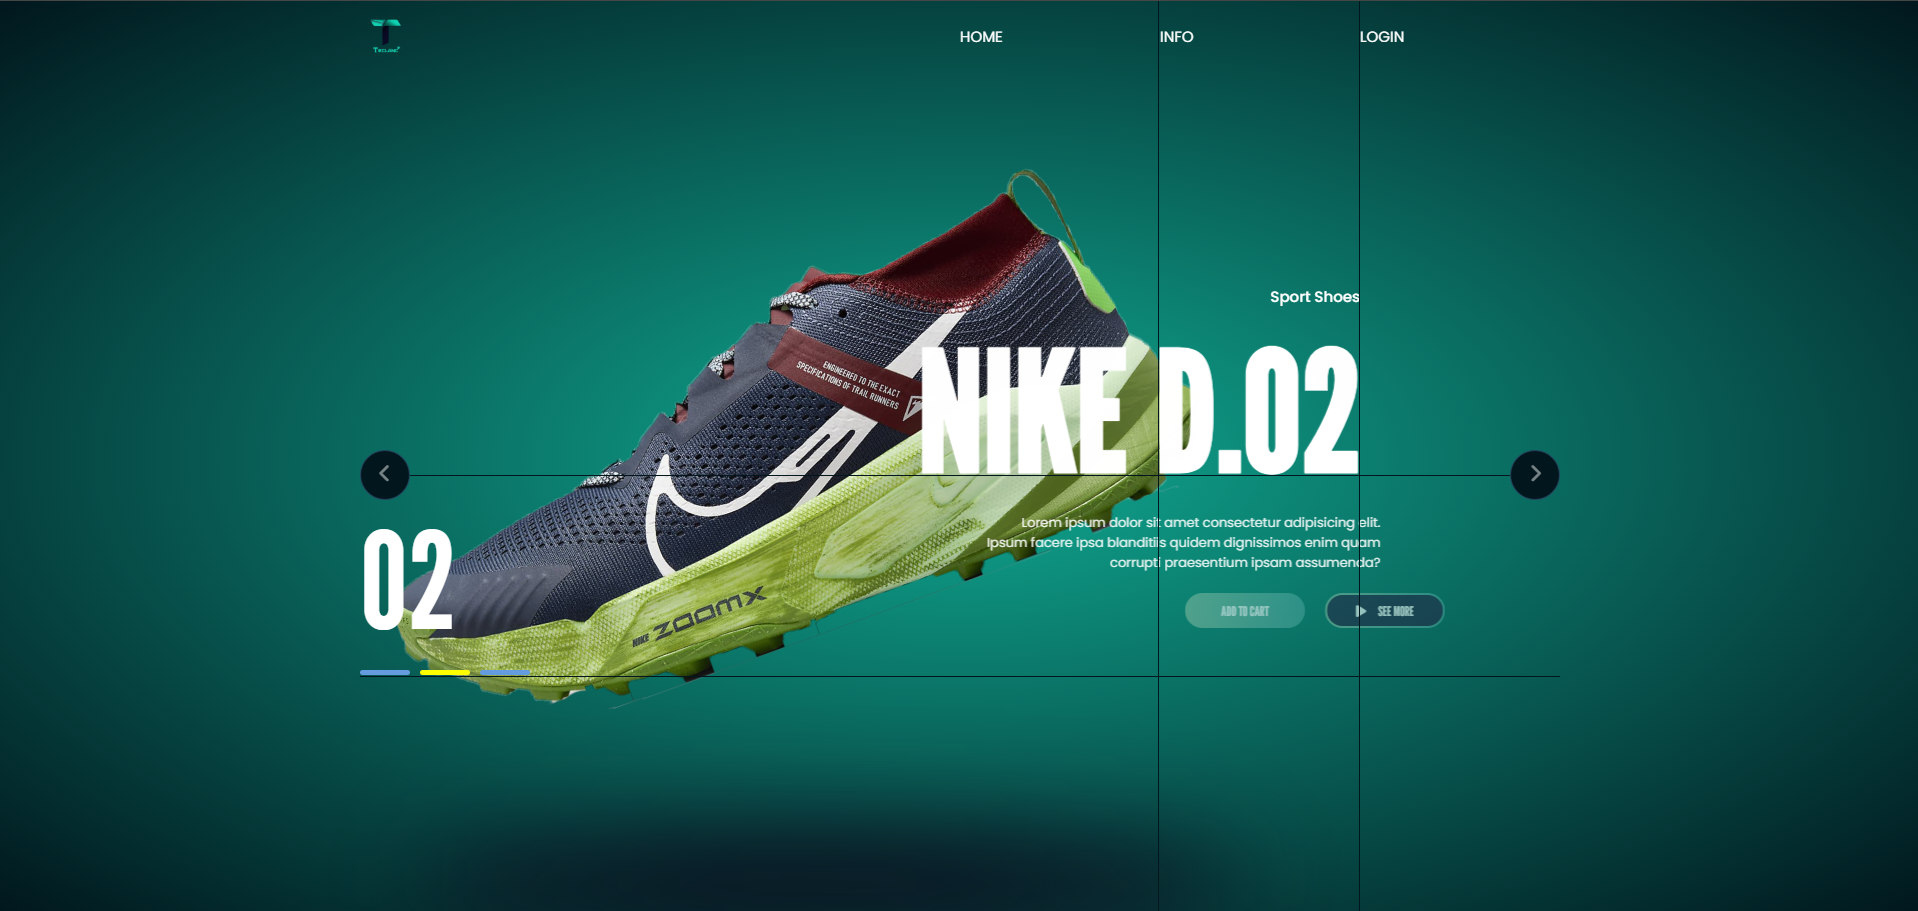 HOME
INFO
LOGIN
Sport Shoes
ENGINEERED TO THE EXACT
SPECIFICATIONS OF TRAIL RUNNERS
NIKE D.02
Lorem ipsum dolor sit amet consectetur adipisicing elit.
Ipsum facere ipsa blanditiis quidem dignissimos enim quam
corrupti praesentium ipsam assumenda?
02
NIKE ZOOMX
ADD TO CART
SEE MORE